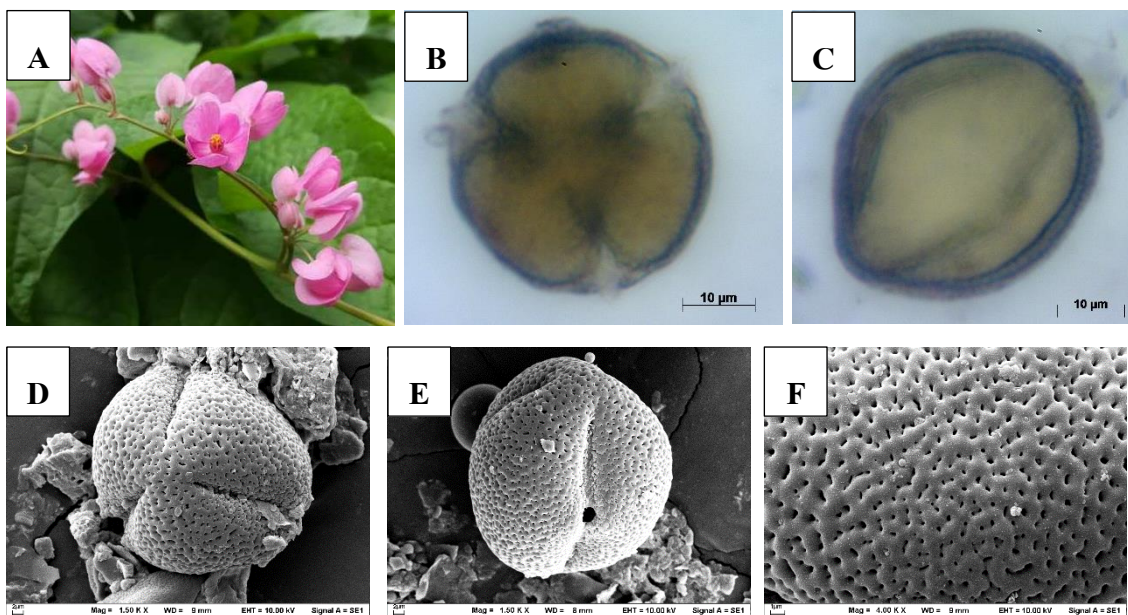 A
B
C
10 µm
10 µm
D
E
F
2µm
Mag = 1.50 K X WD = 9 mm EHT = 10.00 kV Signal A = SE1
2µm
Mag = 1.50 K X WD = 8 mm EHT = 10.00 kV Signal A = SE1
1µm
Mag = 4.00 K X WD = 9 mm EHT = 10.00 kV Signal A = SE1